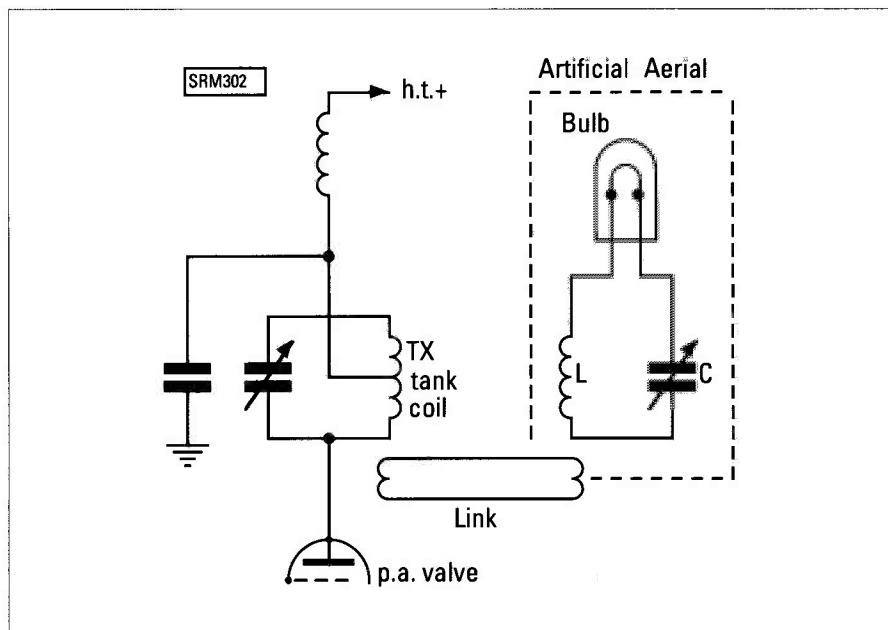 SRM302
h.t.+
Artificial Aerial
Bulb
TX
tank
coil
L
C
Link
p.a. valve